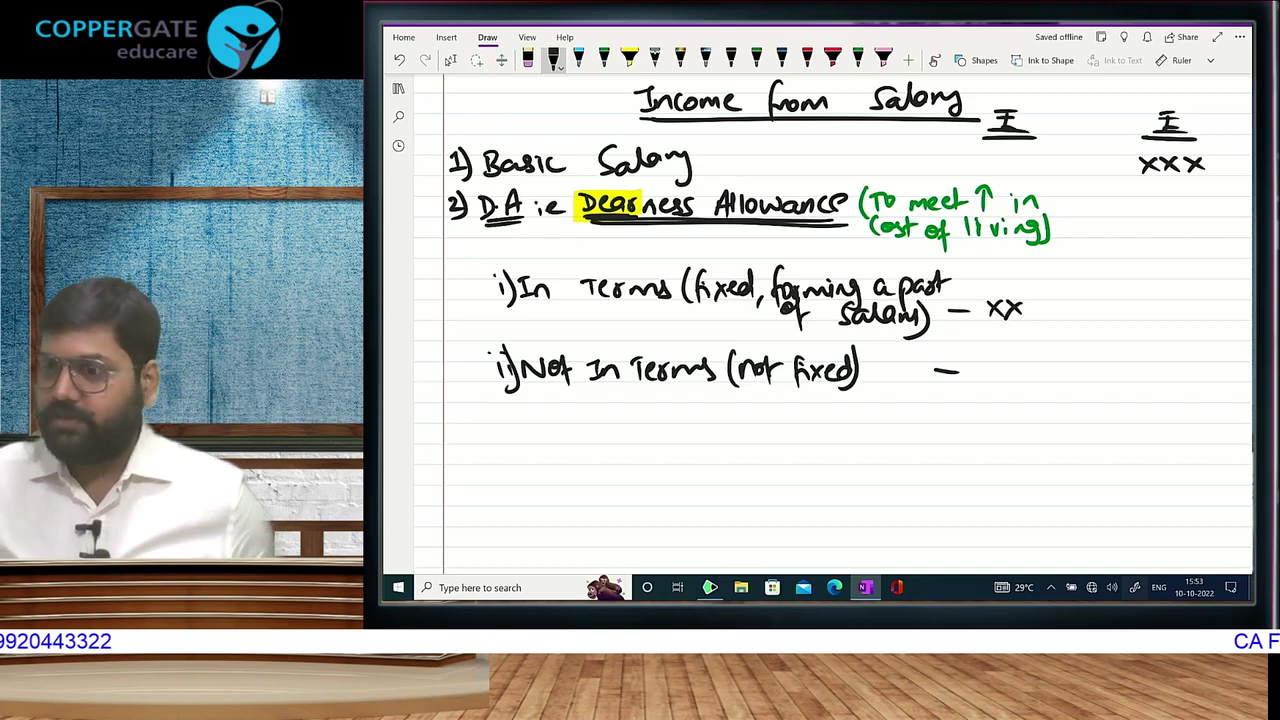 COPPERGATE
educare
Home Insert Draw View Help
Saved offline
Share
Shapes
Ink to Shape
Ink to Text
Ruler
Income from Salary
₹ ₹
1) Basic Salary xxx
2) D.A ie Dearness Allowance (To meet ↑ in
cost of living)
i) In Terms (fixed, forming a part
of Salary) – xx
ii) Not In Terms (not fixed) –
Type here to search
29°C
ENG
15:53
10-10-2022
9920443322
CA F